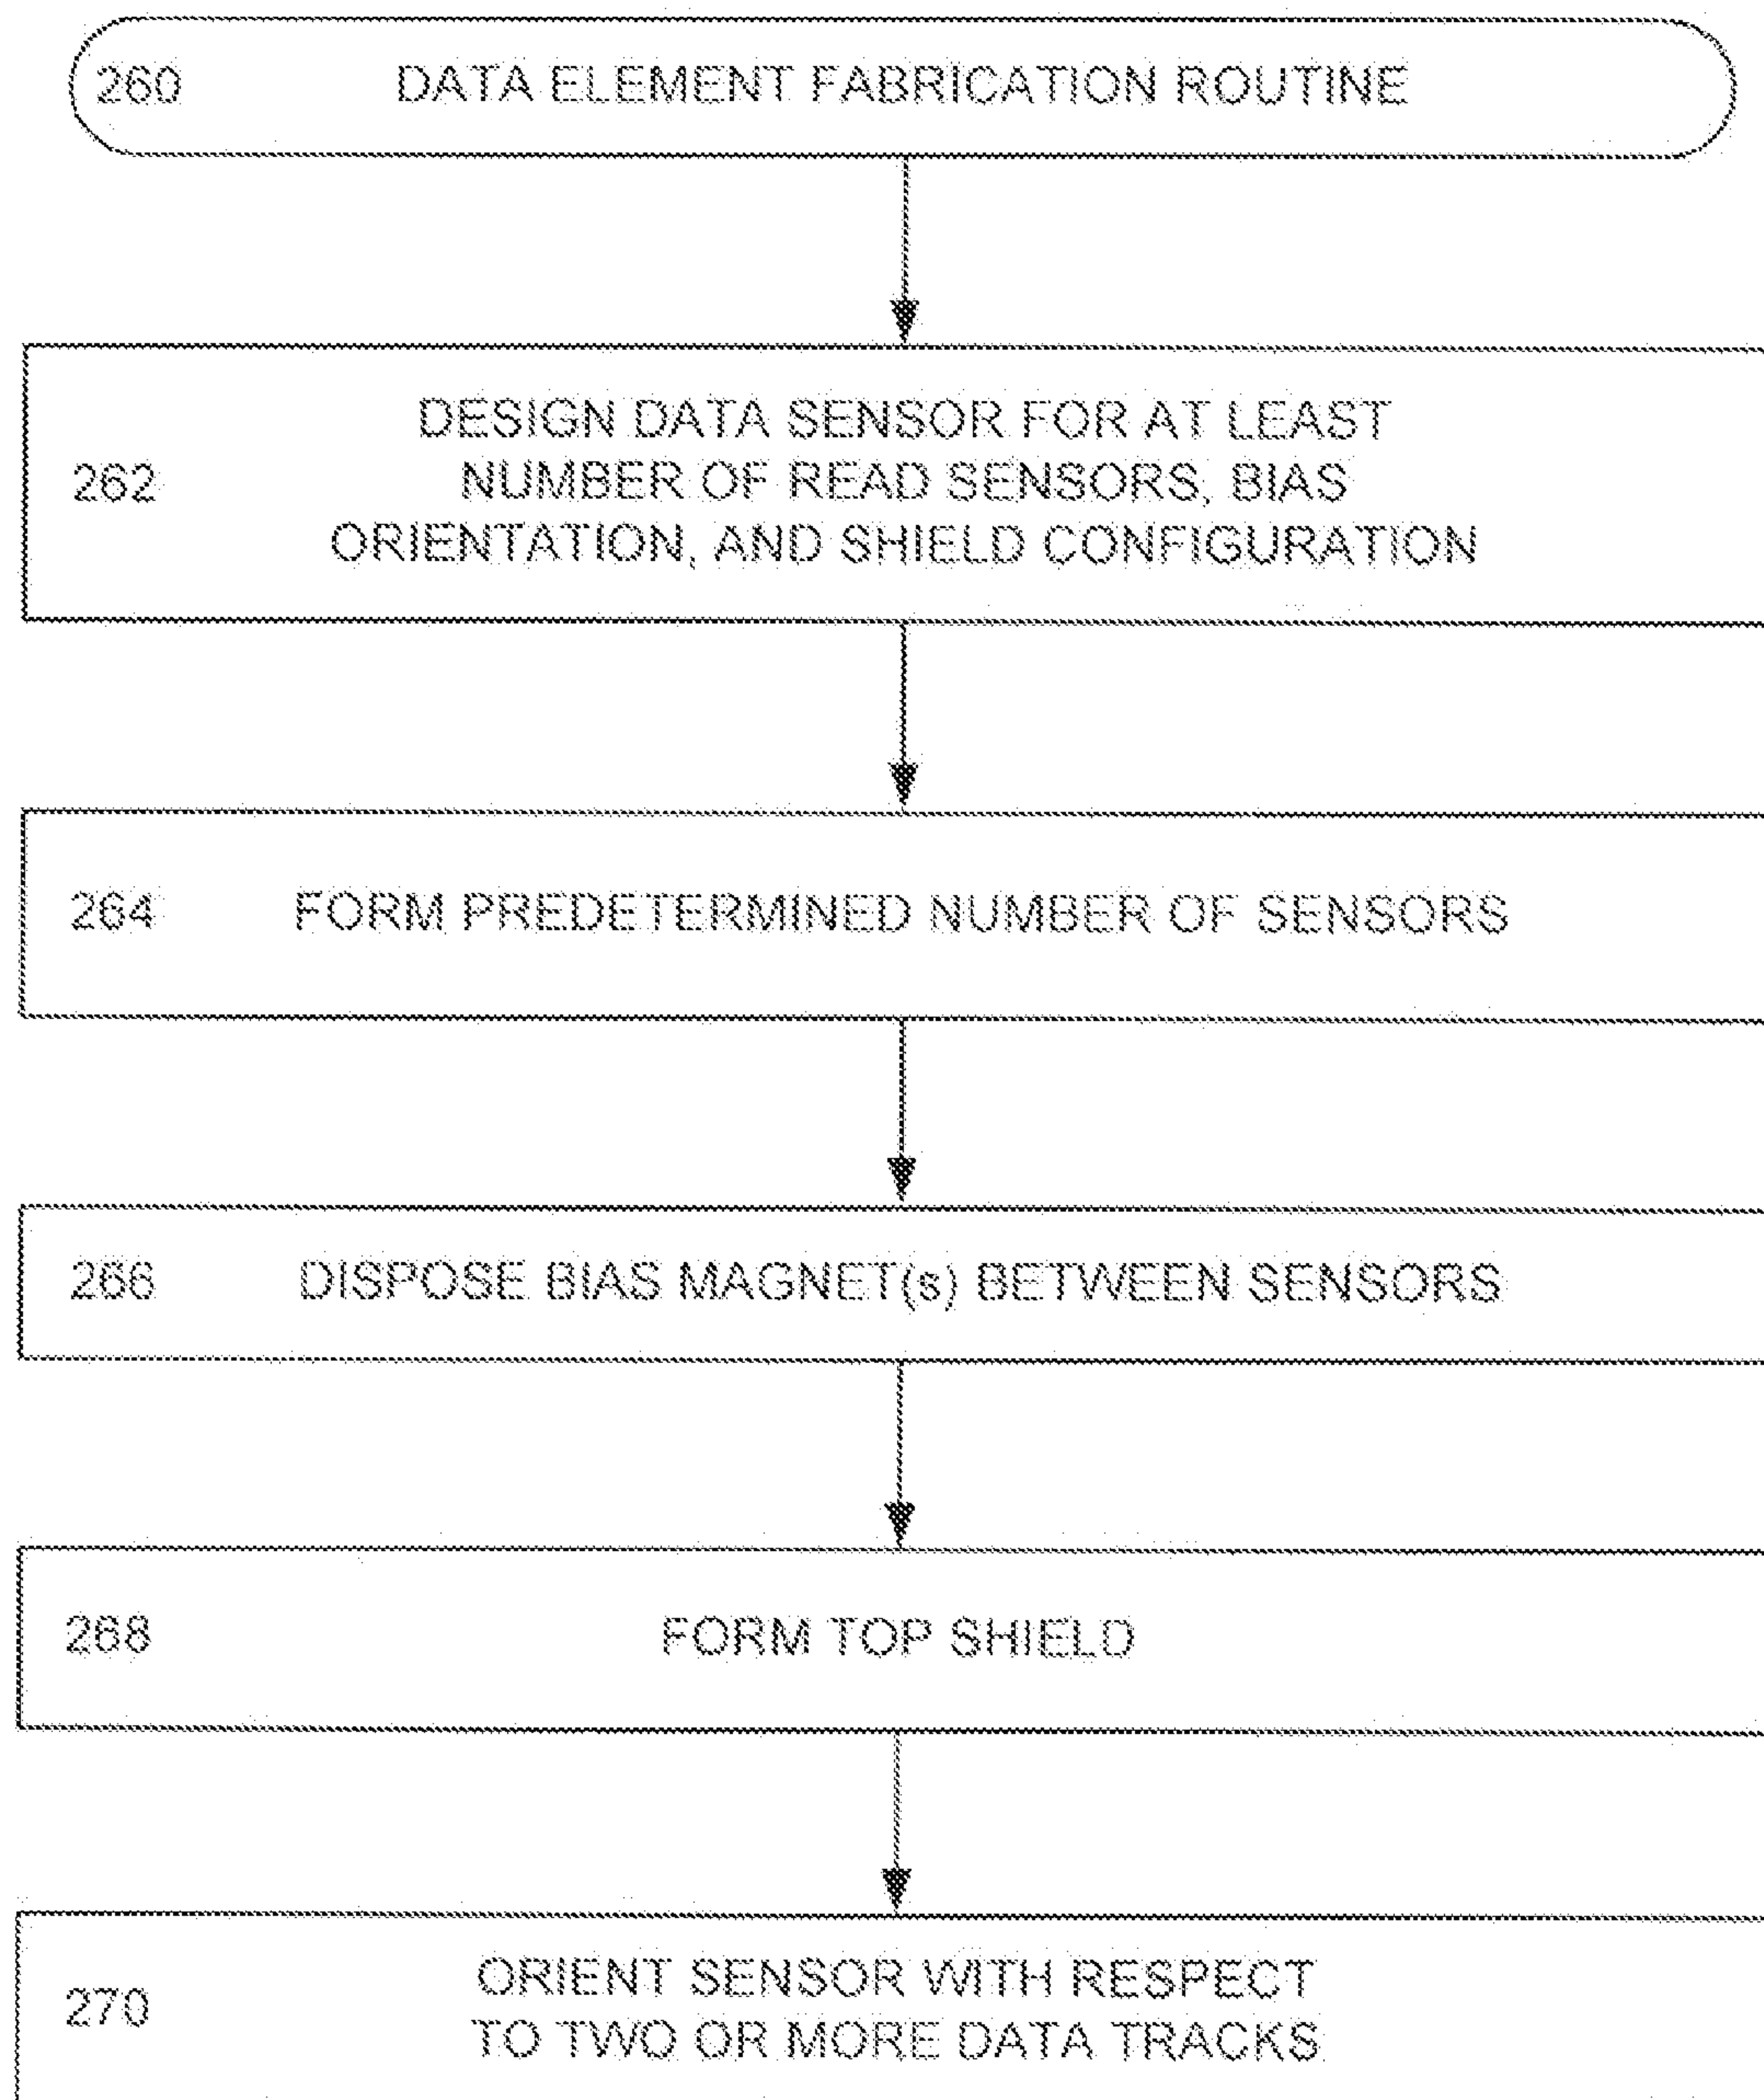 260 DATA ELEMENT FABRICATION ROUTINE
DESIGN DATA SENSOR FOR AT LEAST
262 NUMBER OF READ SENSORS, BIAS
ORIENTATION, AND SHIELD CONFIGURATION
264 FORM PREDETERMINED NUMBER OF SENSORS
266 DISPOSE BIAS MAGNET(s) BETWEEN SENSORS
268 FORM TOP SHIELD
270 ORIENT SENSOR WITH RESPECT
TO TWO OR MORE DATA TRACKS